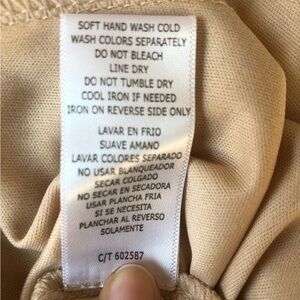 SOFT HAND WASH COLD
WASH COLORS SEPARATELY
DO NOT BLEACH
LINE DRY
DO NOT TUMBLE DRY
COOL IRON IF NEEDED
IRON ON REVERSE SIDE ONLY
LAVAR EN FRIO
SUAVE AMANO
LAVAR COLORES SEPARADO
NO USAR BLANQUEADOR
SECAR COLGADO
NO SECAR EN SECADORA
USAR PLANCHA FRIA
SI SE NECESITA
PLANCHAR AL REVERSO
SOLAMENTE
C/T 602587